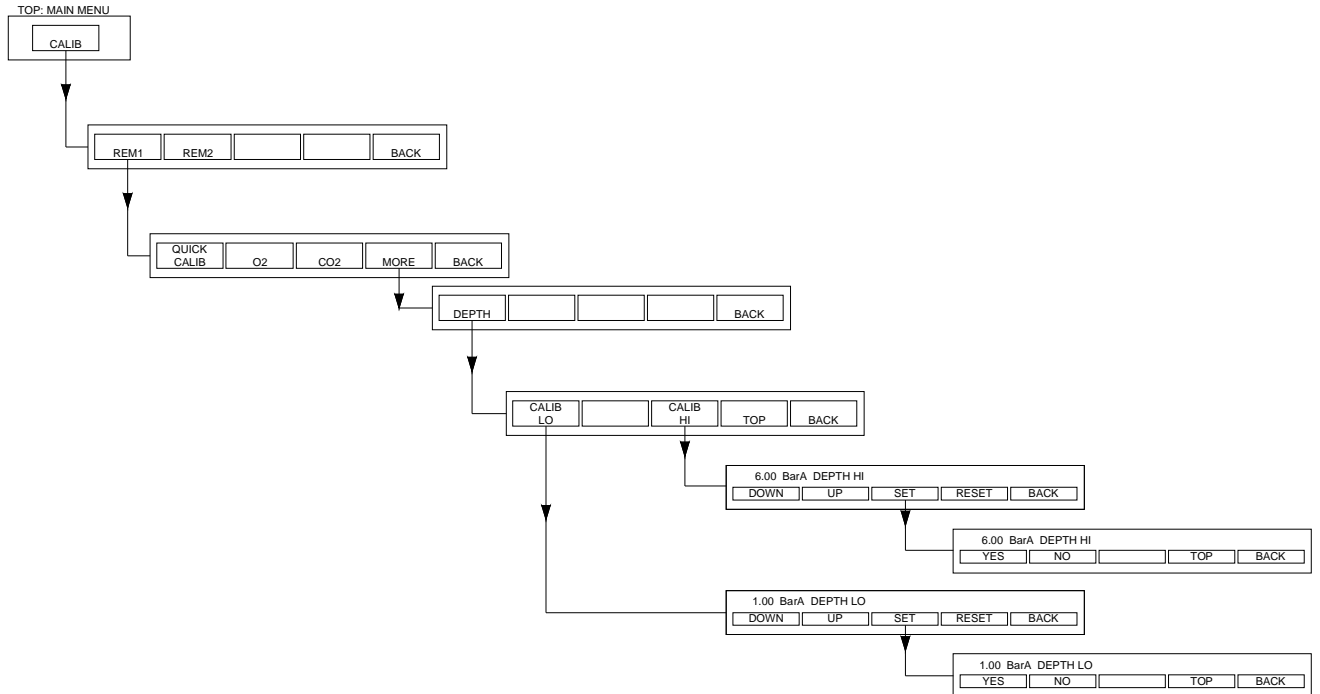 TOP: MAIN MENU
CALIB
REM1 REM2 BACK
QUICK
CALIB O2 CO2 MORE BACK
DEPTH BACK
CALIB CALIB
LO HI TOP BACK
6.00 BarA DEPTH HI
DOWN UP SET RESET BACK
6.00 BarA DEPTH HI
YES NO TOP BACK
1.00 BarA DEPTH LO
DOWN UP SET RESET BACK
1.00 BarA DEPTH LO
YES NO TOP BACK